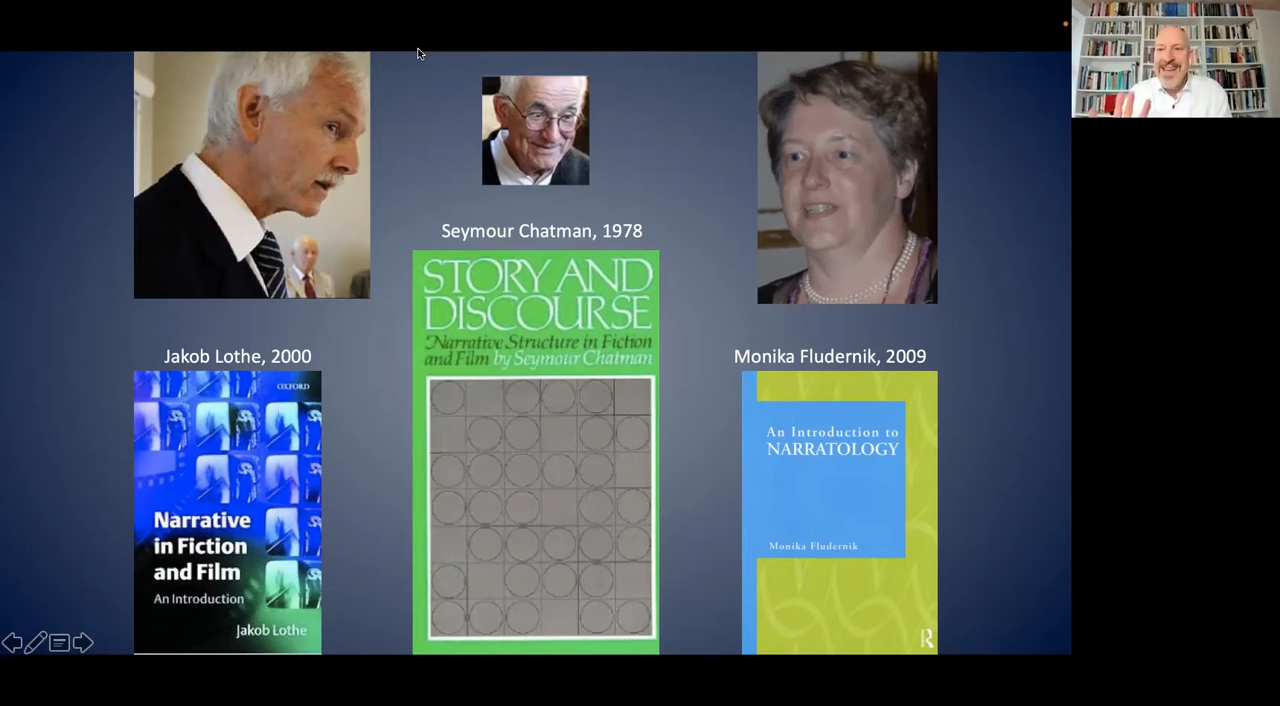 Seymour Chatman, 1978
STORY AND
DISCOURSE
Narrative Structure in Fiction
and Film by Seymour Chatman
Jakob Lothe, 2000
OXFORD
Narrative
in Fiction
and Film
An Introduction
Jakob Lothe
Monika Fludernik, 2009
An Introduction to
NARRATOLOGY
Monika Fludernik
R